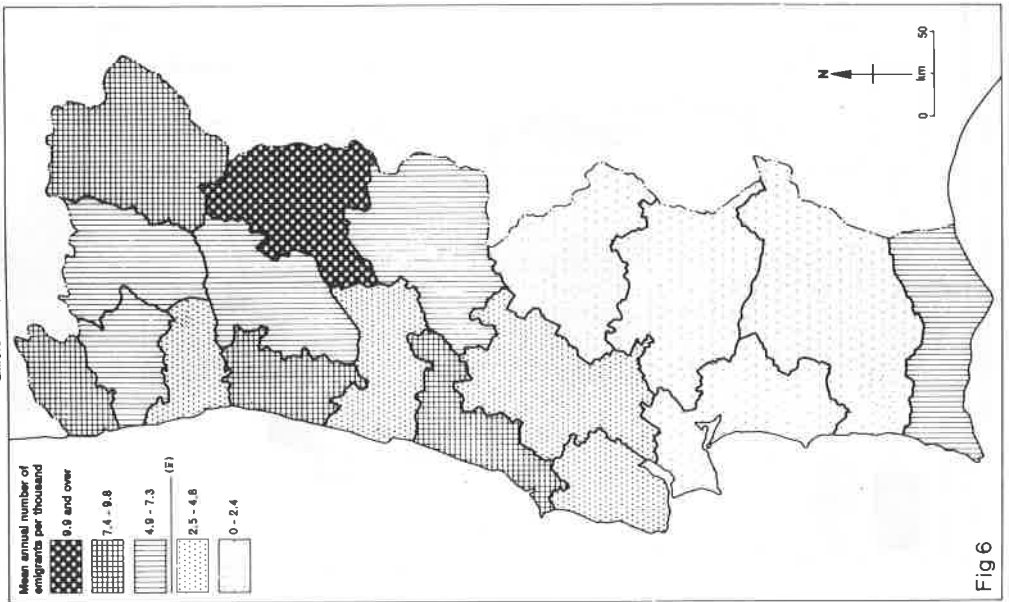 Mean annual number of
emigrants per thousand
9.9 and over
7.4 - 9.8
4.9 - 7.3
(x̄)
2.5 - 4.8
0 - 2.4
N
0 km 50
Fig 6